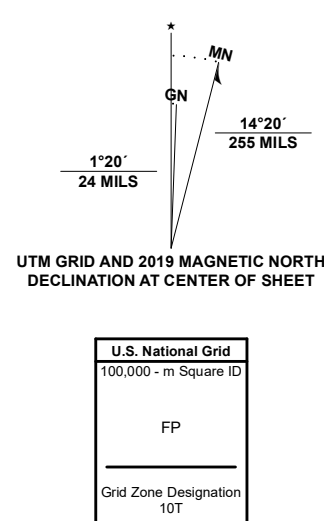 ★
MN
GN
14°20´
255 MILS
1°20´
24 MILS
UTM GRID AND 2019 MAGNETIC NORTH
DECLINATION AT CENTER OF SHEET
U.S. National Grid
100,000 - m Square ID
FP
Grid Zone Designation
10T